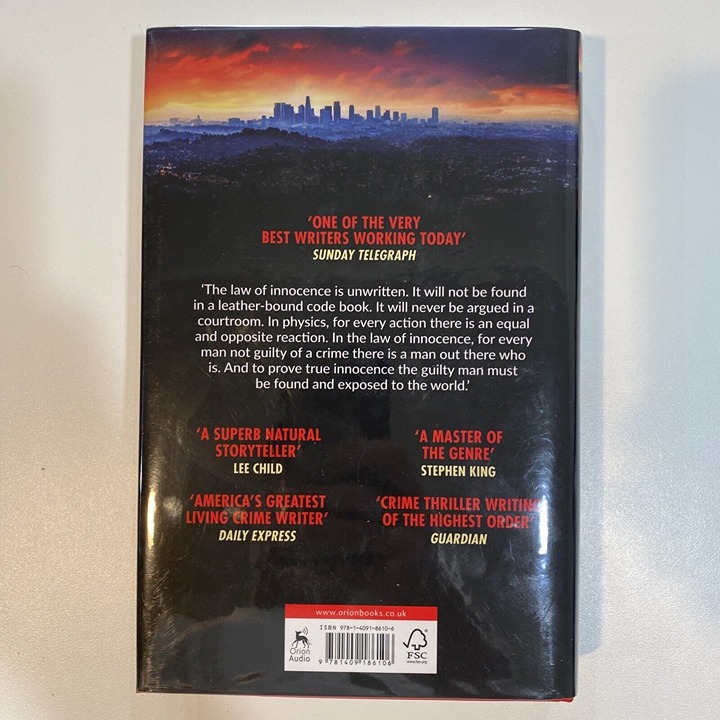 ‘ONE OF THE VERY
BEST WRITERS WORKING TODAY’
SUNDAY TELEGRAPH
‘The law of innocence is unwritten. It will not be found
in a leather-bound code book. It will never be argued in a
courtroom. In physics, for every action there is an equal
and opposite reaction. In the law of innocence, for every
man not guilty of a crime there is a man out there who
is. And to prove true innocence the guilty man must
be found and exposed to the world.’
‘A SUPERB NATURAL
STORYTELLER’
LEE CHILD
‘A MASTER OF
THE GENRE’
STEPHEN KING
‘AMERICA’S GREATEST
LIVING CRIME WRITER’
DAILY EXPRESS
‘CRIME THRILLER WRITING
OF THE HIGHEST ORDER’
GUARDIAN
www.orionbooks.co.uk
ISBN 978-1-4091-8610-6
Orion
Audio
9 781409 186106
FSC
www.fsc.org